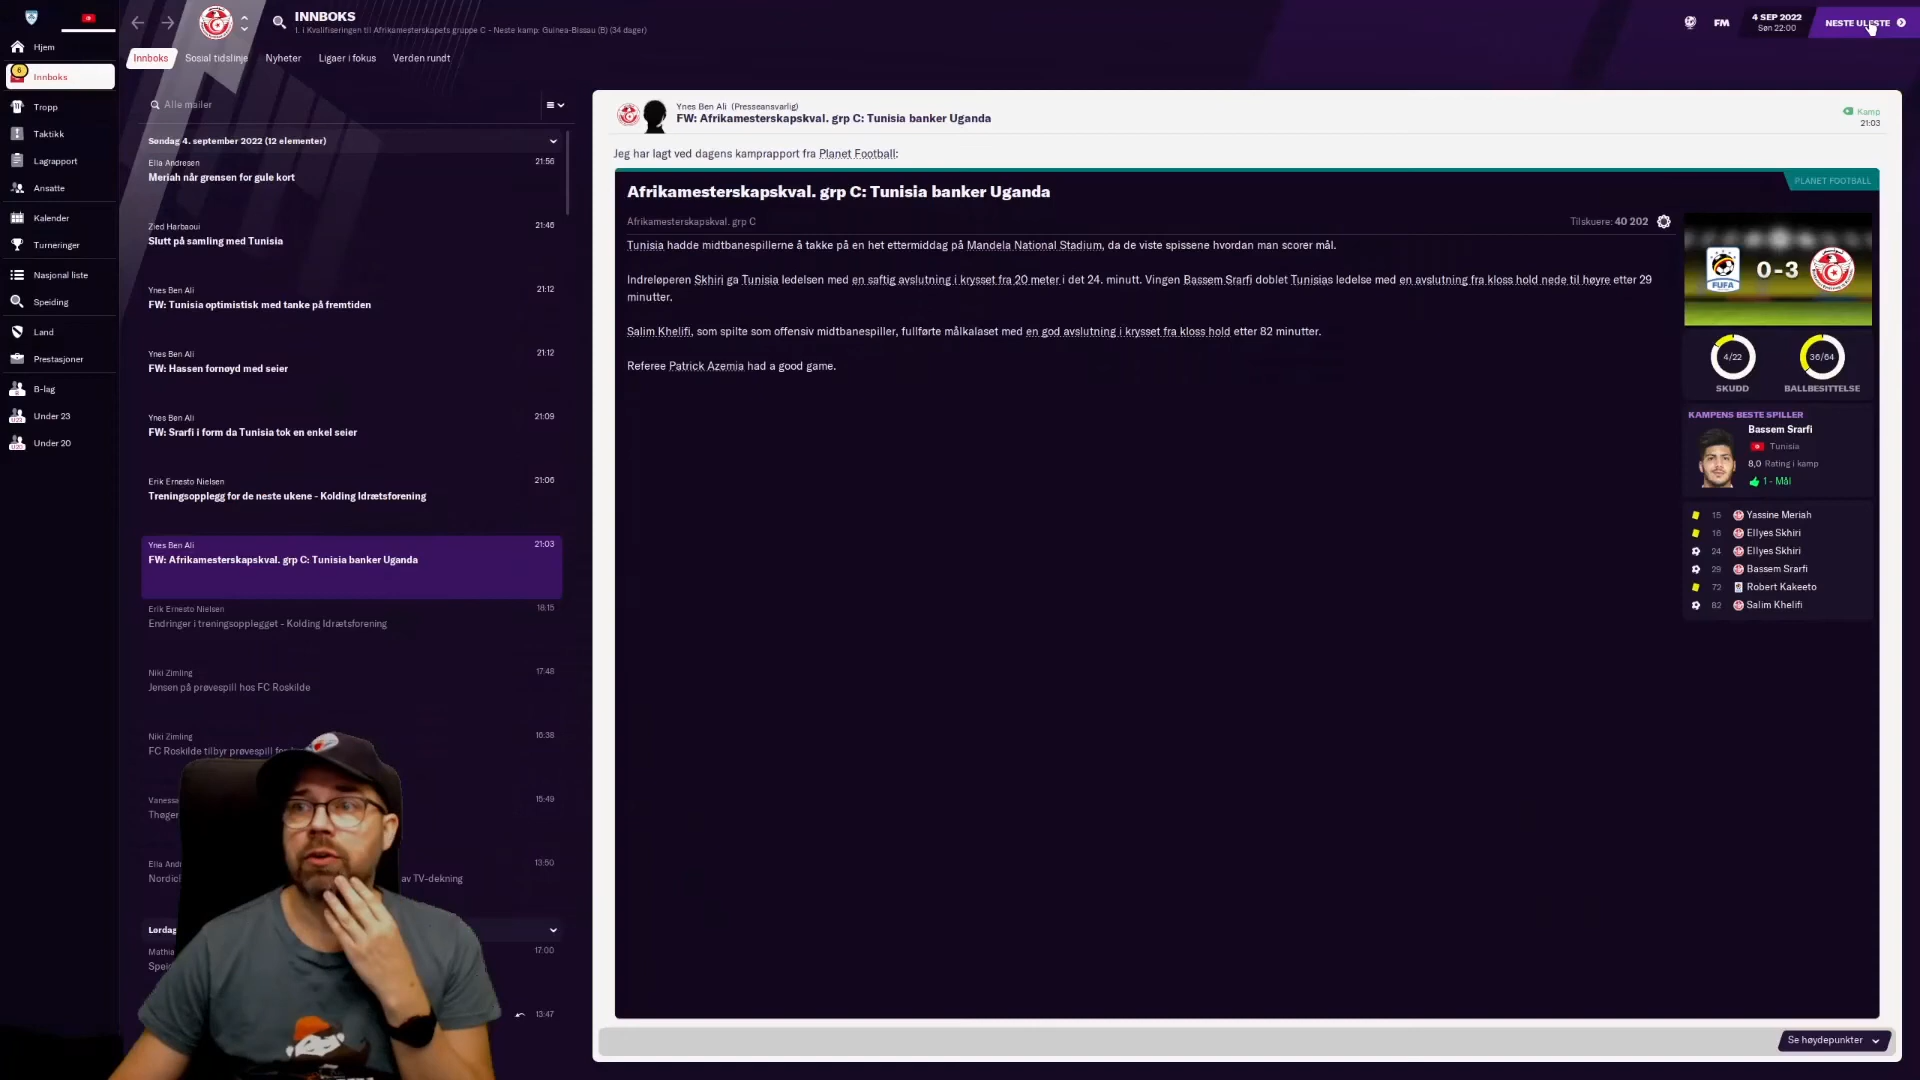 INNBOKS
1. i Kvalifiseringen til Afrikamesterskapets gruppe C - Neste kamp: Guinea-Bissau (B) (34 dager)
FM
4 SEP 2022
Søn 22:00
NESTE ULESTE
Hjem
6
Innboks
Tropp
Taktikk
Lagrapport
Ansatte
Kalender
Turneringer
Nasjonal liste
Speiding
Land
Prestasjoner
B-lag
Under 23
Under 20
Innboks
Sosial tidslinje
Nyheter
Ligaer i fokus
Verden rundt
Alle mailer
Søndag 4. september 2022 (12 elementer)
Ella Andresen
21:56
Meriah når grensen for gule kort
Zied Harbaoui
21:46
Slutt på samling med Tunisia
Ynes Ben Ali
21:12
FW: Tunisia optimistisk med tanke på fremtiden
Ynes Ben Ali
21:12
FW: Hassen fornøyd med seier
Ynes Ben Ali
21:09
FW: Srarfi i form da Tunisia tok en enkel seier
Erik Ernesto Nielsen
21:06
Treningsopplegg for de neste ukene - Kolding Idrætsforening
Ynes Ben Ali
21:03
FW: Afrikamesterskapskval. grp C: Tunisia banker Uganda
Erik Ernesto Nielsen
18:15
Endringer i treningsopplegget - Kolding Idrætsforening
Niki Zimling
17:48
Jensen på prøvespill hos FC Roskilde
Niki Zimling
16:38
FC Roskilde tilbyr prøvespill
15:49
13:50
av TV-dekning
17:00
13:47
Ynes Ben Ali (Presseansvarlig)
FW: Afrikamesterskapskval. grp C: Tunisia banker Uganda
Kamp
21:03
Jeg har lagt ved dagens kamprapport fra Planet Football:
PLANET FOOTBALL
Afrikamesterskapskval. grp C: Tunisia banker Uganda
Afrikamesterskapskval. grp C
Tilskuere: 40 202
Tunisia hadde midtbanespillerne å takke på en het ettermiddag på Mandela National Stadium, da de viste spissene hvordan man scorer mål.
Indreløperen Skhiri ga Tunisia ledelsen med en saftig avslutning i krysset fra 20 meter i det 24. minutt. Vingen Bassem Srarfi doblet Tunisias ledelse med en avslutning fra kloss hold nede til høyre etter 29
minutter.
Salim Khelifi, som spilte som offensiv midtbanespiller, fullførte målkalaset med en god avslutning i krysset fra kloss hold etter 82 minutter.
Referee Patrick Azemia had a good game.
FUFA
0-3
4/22
36/64
SKUDD
BALLBESITTELSE
KAMPENS BESTE SPILLER
Bassem Srarfi
Tunisia
8,0 Rating i kamp
1 - Mål
15 Yassine Meriah
16 Ellyes Skhiri
24 Ellyes Skhiri
29 Bassem Srarfi
72 Robert Kakeeto
82 Salim Khelifi
Se høydepunkter